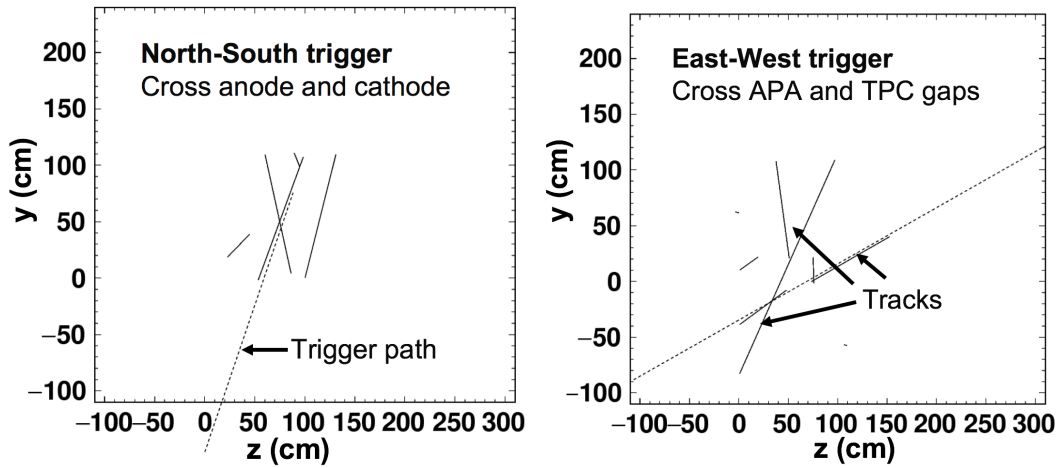 North-South trigger
Cross anode and cathode
200
150
100
50
0
−50
−100
y (cm)
Trigger path
−100 −50 0 50 100 150 200 250 300
z (cm)
East-West trigger
Cross APA and TPC gaps
200
150
100
50
0
−50
−100
y (cm)
Tracks
−100 −50 0 50 100 150 200 250 300
z (cm)